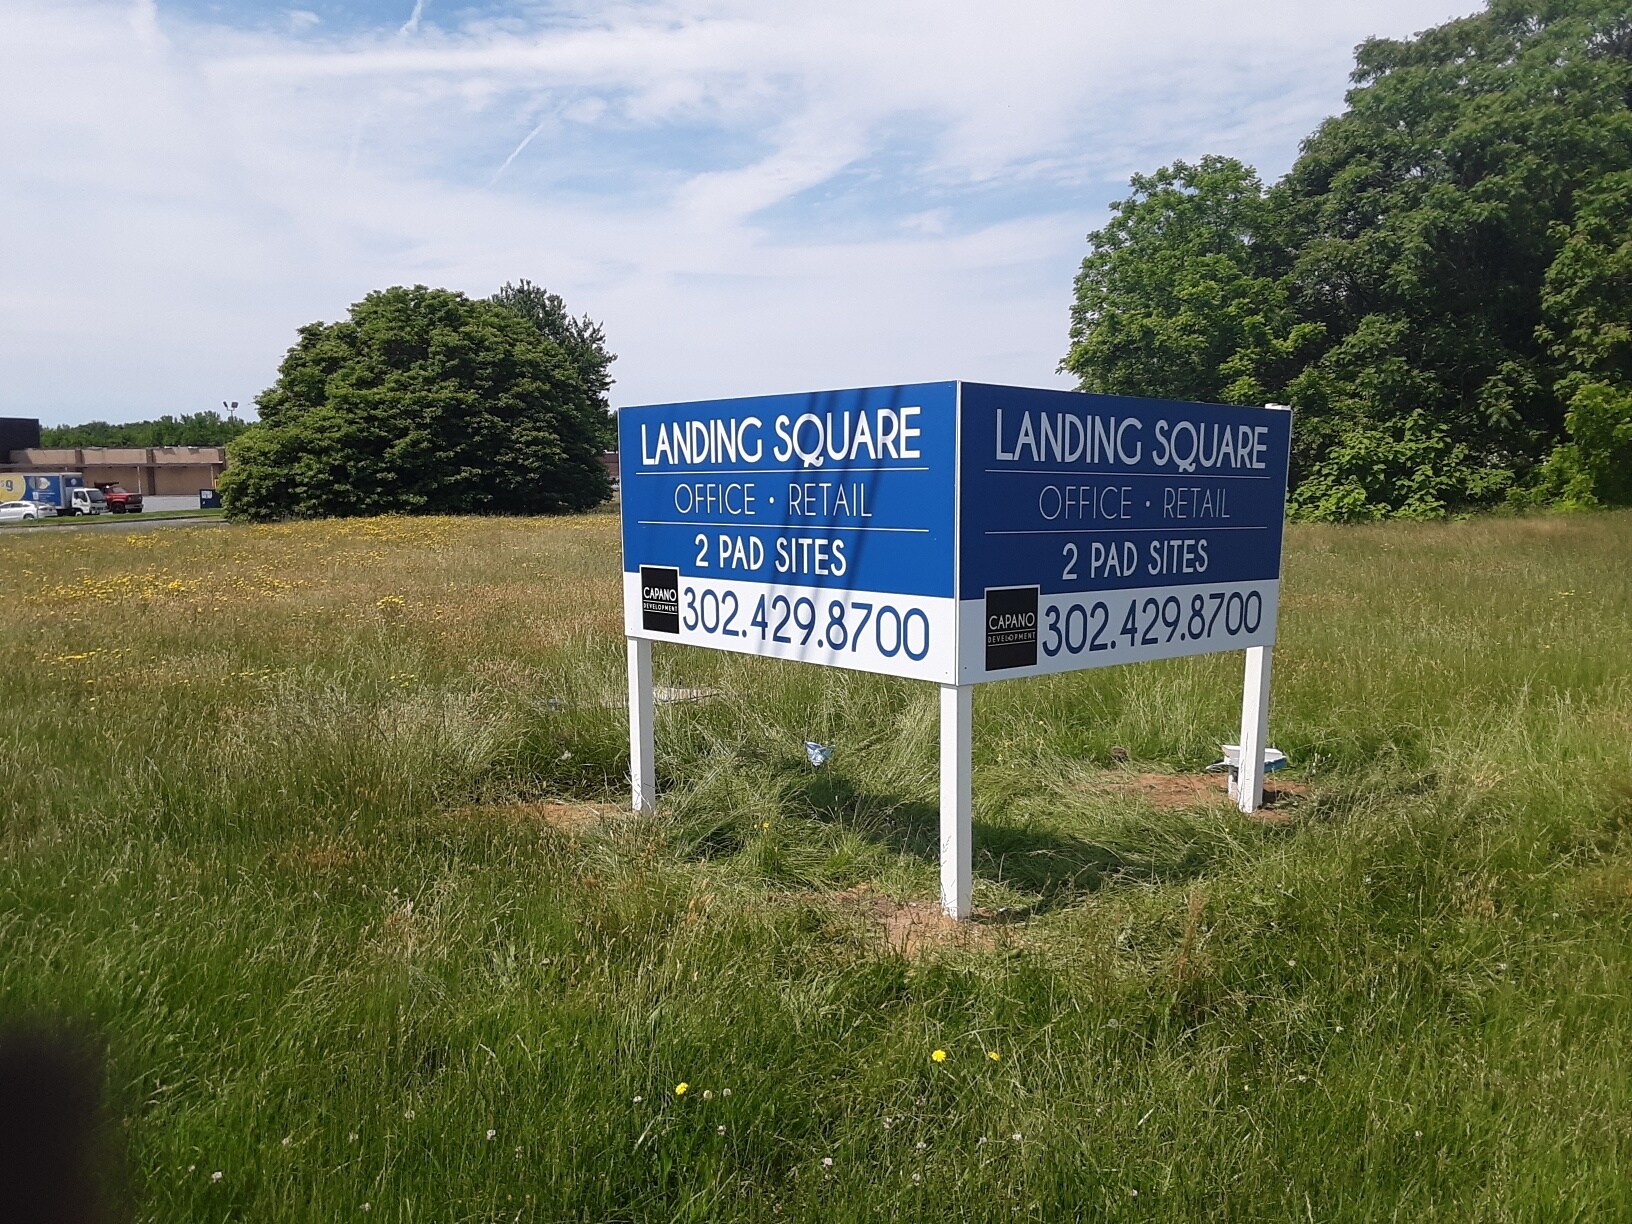 LANDING SQUARE
OFFICE • RETAIL
2 PAD SITES
CAPANO
DEVELOPMENT
302.429.8700
LANDING SQUARE
OFFICE • RETAIL
2 PAD SITES
CAPANO
DEVELOPMENT
302.429.8700